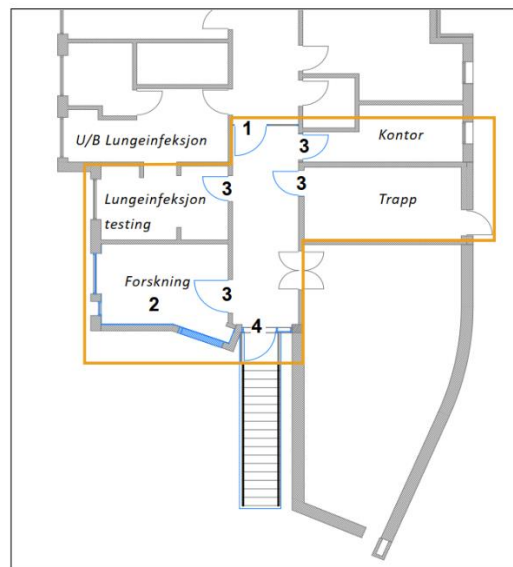 U/B Lungeinfeksjon
1
3
Kontor
Lungeinfeksjon
testing
3
3
Trapp
Forskning
2
3
4